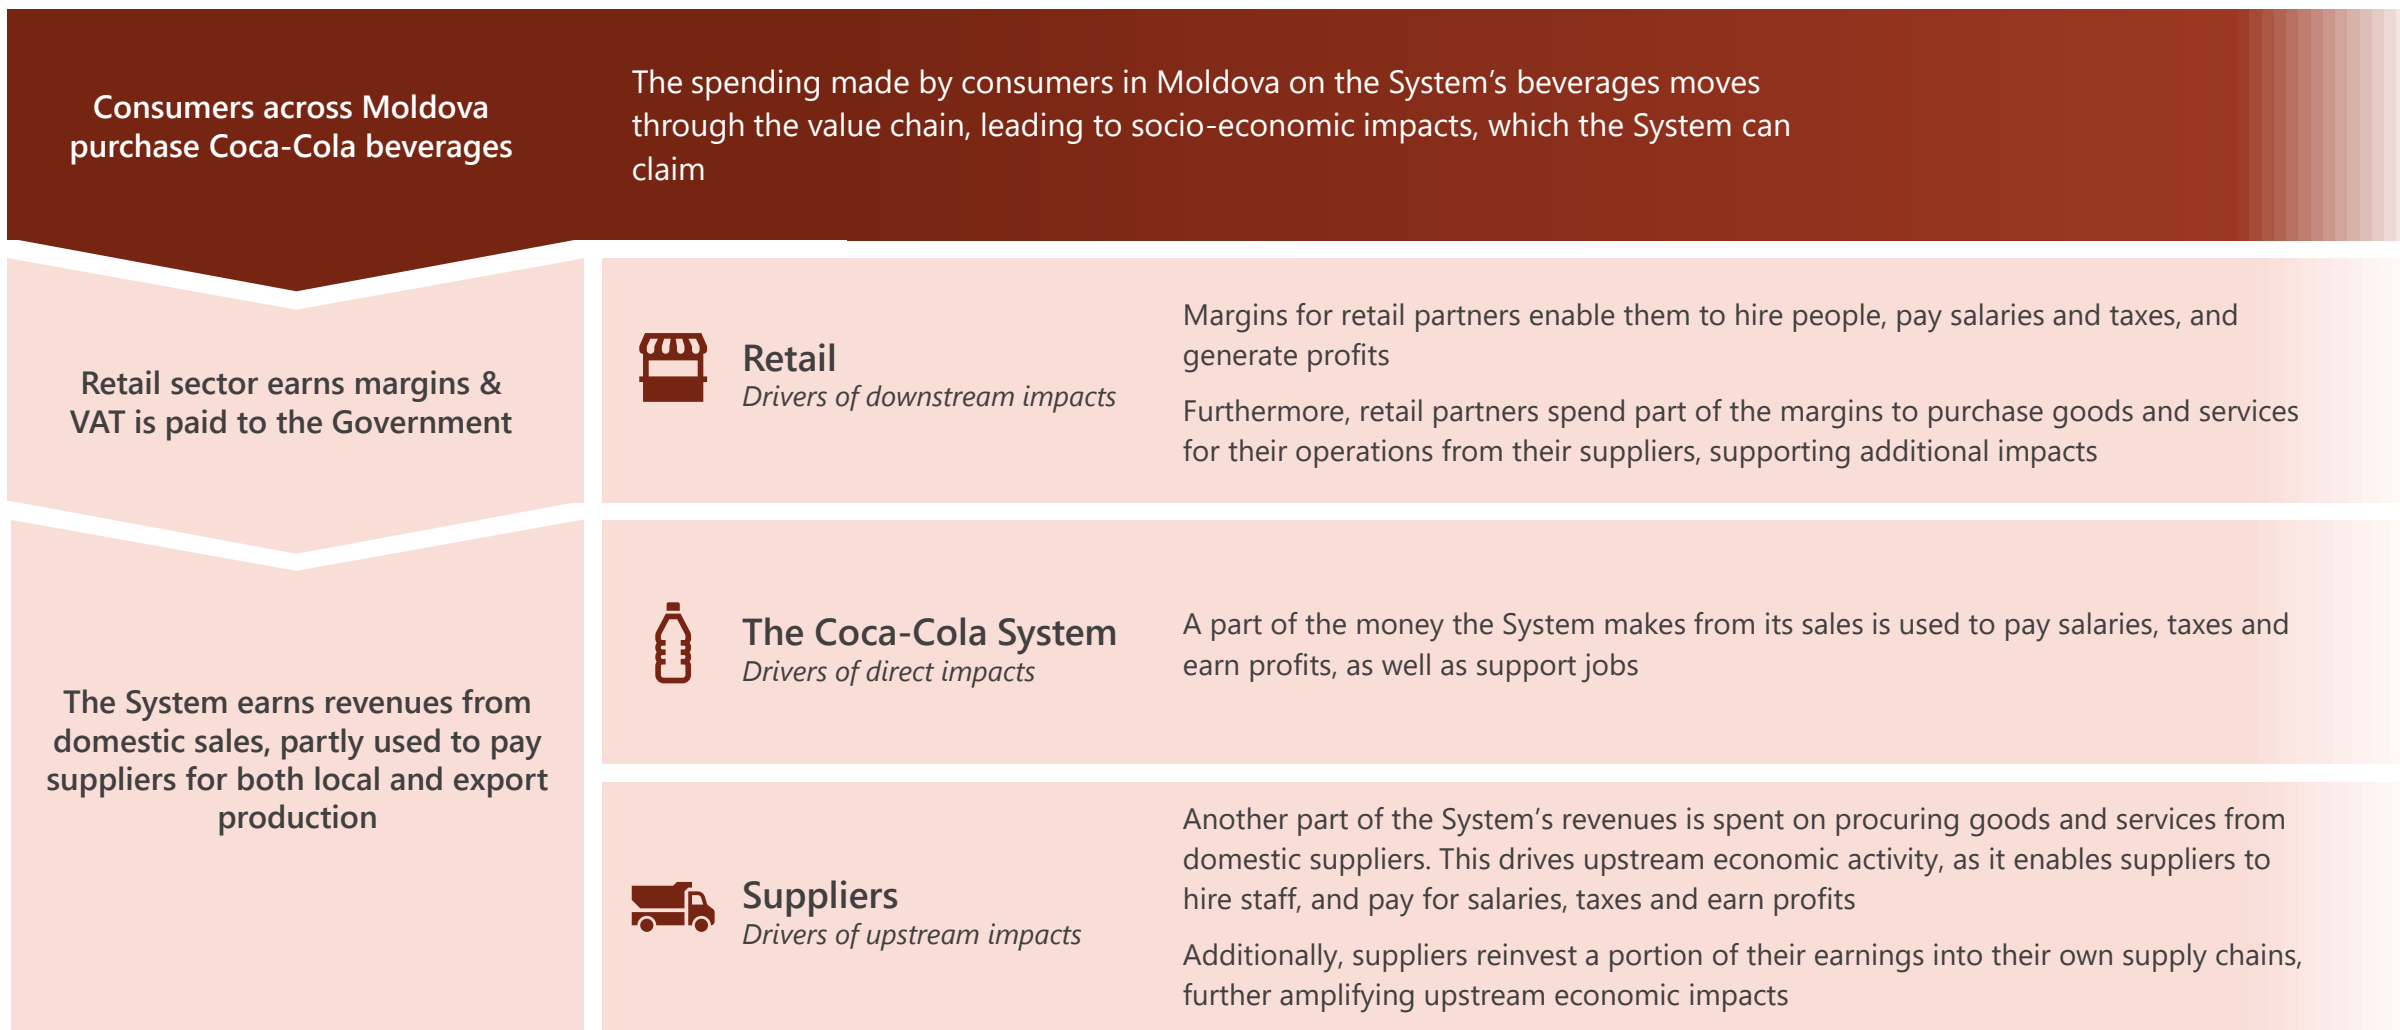 Consumers across Moldova
purchase Coca-Cola beverages
The spending made by consumers in Moldova on the System’s beverages moves
through the value chain, leading to socio-economic impacts, which the System can
claim
Retail sector earns margins &
VAT is paid to the Government
Retail
Drivers of downstream impacts
Margins for retail partners enable them to hire people, pay salaries and taxes, and
generate profits
Furthermore, retail partners spend part of the margins to purchase goods and services
for their operations from their suppliers, supporting additional impacts
The System earns revenues from
domestic sales, partly used to pay
suppliers for both local and export
production
The Coca-Cola System
Drivers of direct impacts
A part of the money the System makes from its sales is used to pay salaries, taxes and
earn profits, as well as support jobs
Suppliers
Drivers of upstream impacts
Another part of the System’s revenues is spent on procuring goods and services from
domestic suppliers. This drives upstream economic activity, as it enables suppliers to
hire staff, and pay for salaries, taxes and earn profits
Additionally, suppliers reinvest a portion of their earnings into their own supply chains,
further amplifying upstream economic impacts